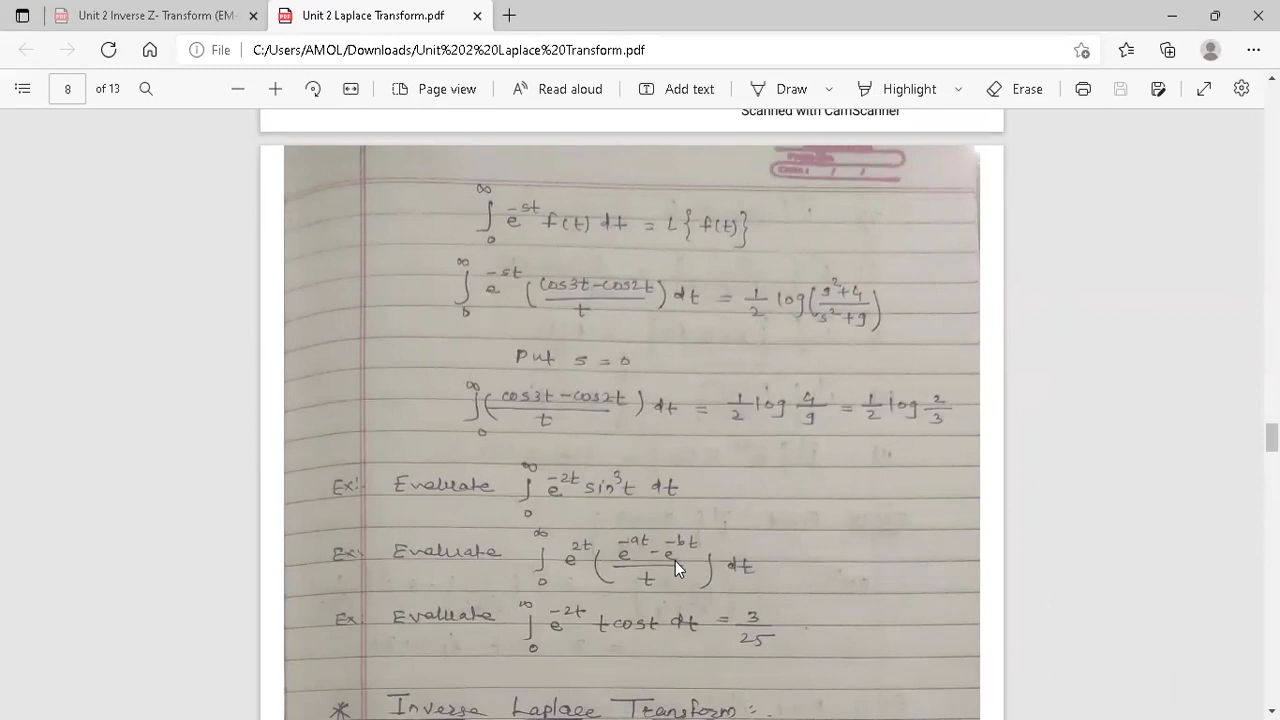 Unit 2 Inverse Z- Transform (EM-
Unit 2 Laplace Transform.pdf
File C:/Users/AMOL/Downloads/Unit%202%20Laplace%20Transform.pdf
8 of 13 Page view Read aloud Add text Draw Highlight Erase
Scanned with CamScanner
∫₀^∞ e^{-st} f(t) dt = L{f(t)}
∫₀^∞ e^{-st} ((cos3t-cos2t)/t) dt = 1/2 log((s²+4)/(s²+9))
Put s = 0
∫₀^∞ ((cos3t-cos2t)/t) dt = 1/2 log 4/9 = 1/2 log 2/3
Ex:- Evaluate ∫₀^∞ e^{-2t} sin³t dt
Ex: Evaluate ∫₀^∞ e^{2t} ((e^{-at} - e^{-bt})/t) dt
Ex: Evaluate ∫₀^∞ e^{-2t} tcost dt = 3/25
* Inverse Laplace Transform:-